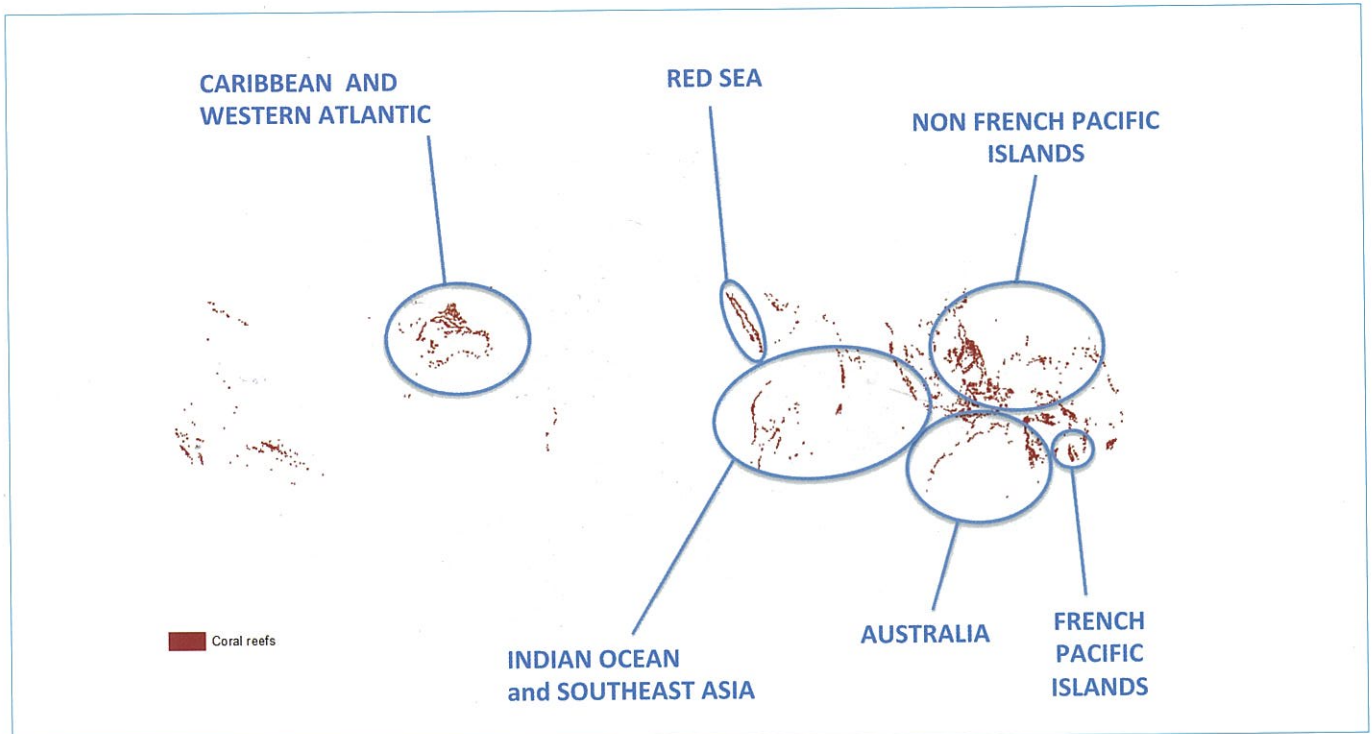 CARIBBEAN AND
WESTERN ATLANTIC
RED SEA
NON FRENCH PACIFIC
ISLANDS
Coral reefs
INDIAN OCEAN
and SOUTHEAST ASIA
AUSTRALIA
FRENCH
PACIFIC
ISLANDS